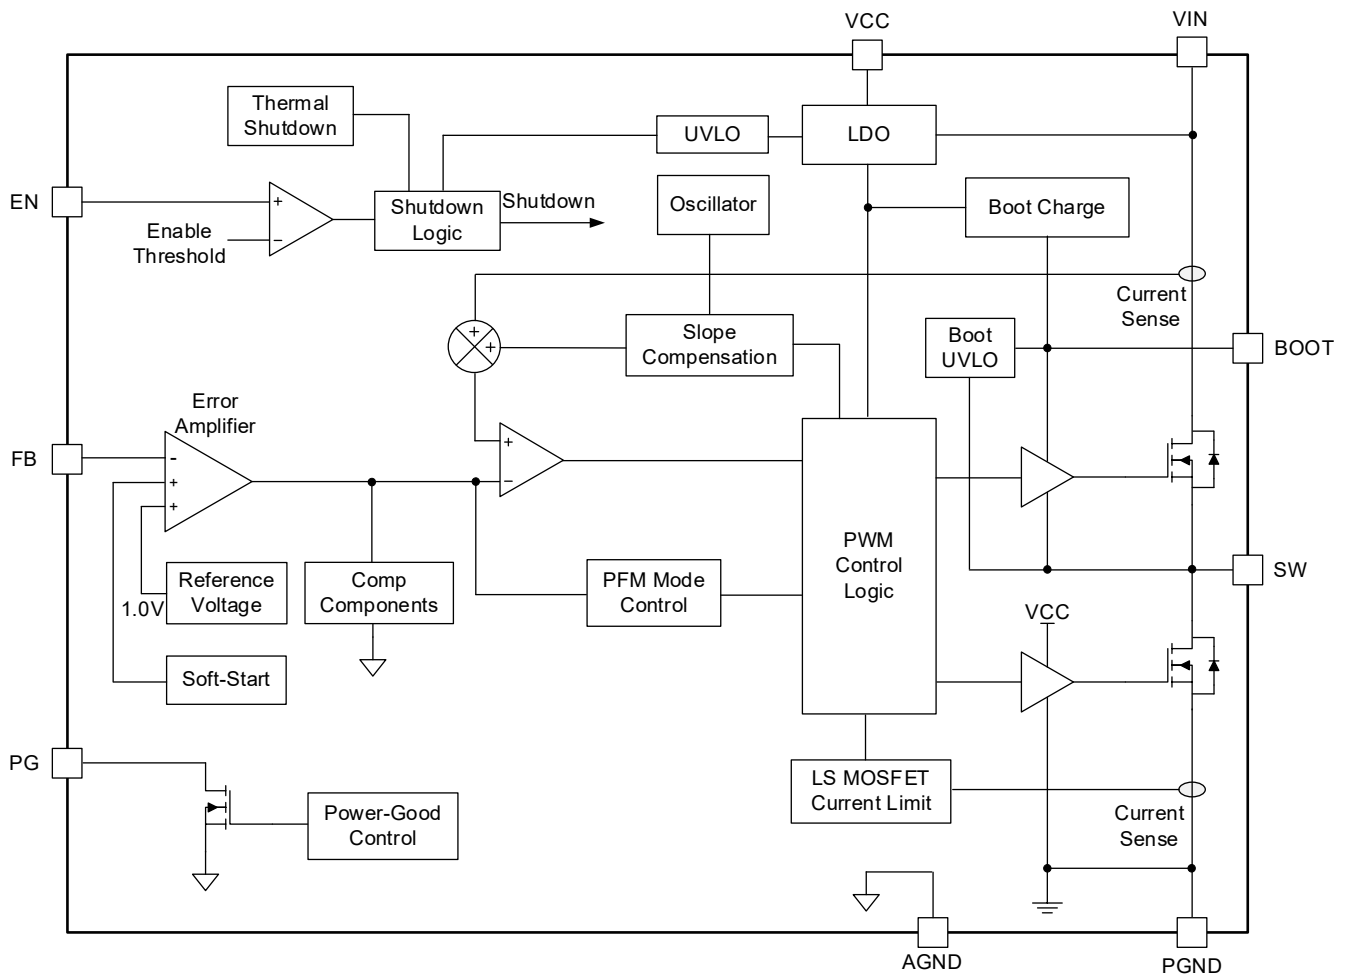 VCC
VIN
Thermal
Shutdown
UVLO
LDO
EN
+
−
Enable
Threshold
Shutdown
Logic
Shutdown
Oscillator
Boot Charge
Current
Sense
+
+
Slope
Compensation
Boot
UVLO
BOOT
Error
Amplifier
FB
-
+
+
+
−
PWM
Control
Logic
Reference
Voltage
1.0V
Comp
Components
PFM Mode
Control
SW
VCC
Soft-Start
PG
Power-Good
Control
LS MOSFET
Current Limit
Current
Sense
AGND
PGND